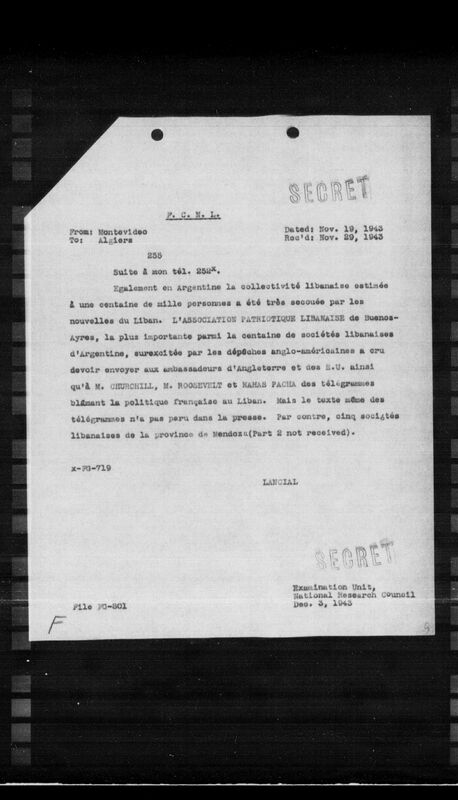 SECRET
F. C. N. L.
From: Montevideo
To: Algiers
Dated: Nov. 19, 1943
Rec'd: Nov. 29, 1943
235
Suite à mon tél. 232x.
Egalement en Argentine la collectivité libanaise estimée
à une centaine de mille personnes a été très secouée par les
nouvelles du Liban. L'ASSOCIATION PATRIOTIQUE LIBANAISE de Buenos-
Ayres, la plus importante parmi la centaine de sociétés libanaises
d'Argentine, surexcitée par les dépêches anglo-américaines a cru
devoir envoyer aux ambassadeurs d'Angleterre et des E.U. ainsi
qu'à M. CHURCHILL, M. ROOSEVELT et NAHAS PACHA des télégrammes
blâmant la politique française au Liban. Mais le texte même des
télégrammes n'a pas paru dans la presse. Par contre, cinq sociétés
libanaises de la province de Mendoza(Part 2 not received).
x-FG-719
LANCIAL
SECRET
Examination Unit,
National Research Council
Dec. 3, 1943
File FG-801
F